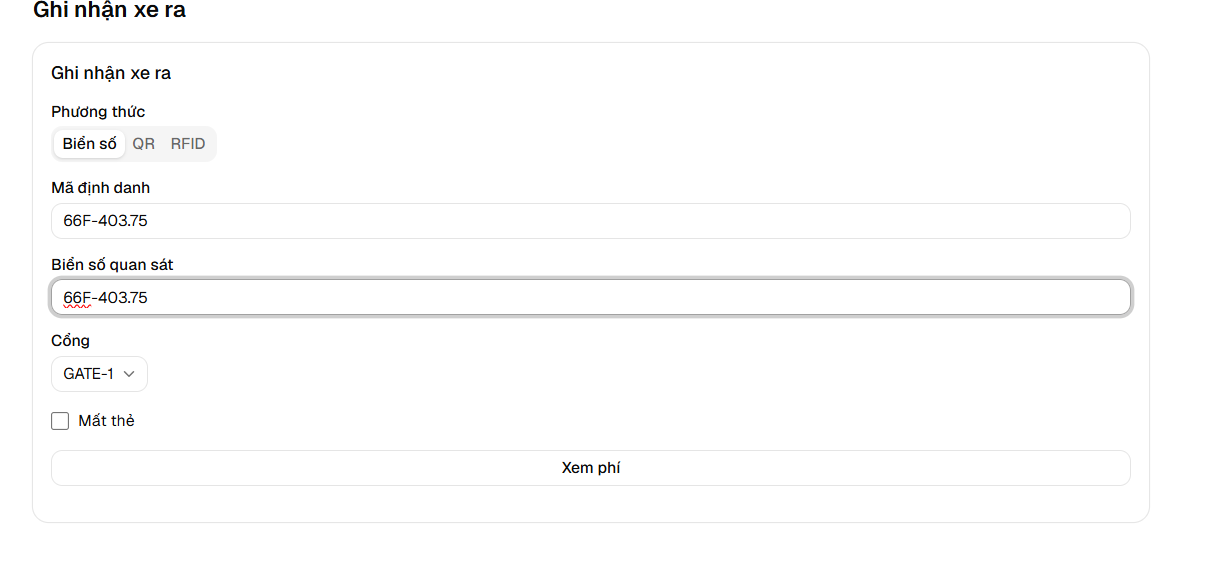 Ghi nhận xe ra
Ghi nhận xe ra
Phương thức
Biển số QR RFID
Mã định danh
66F-403.75
Biển số quan sát
66F-403.75
Cổng
GATE-1
Mất thẻ
Xem phí